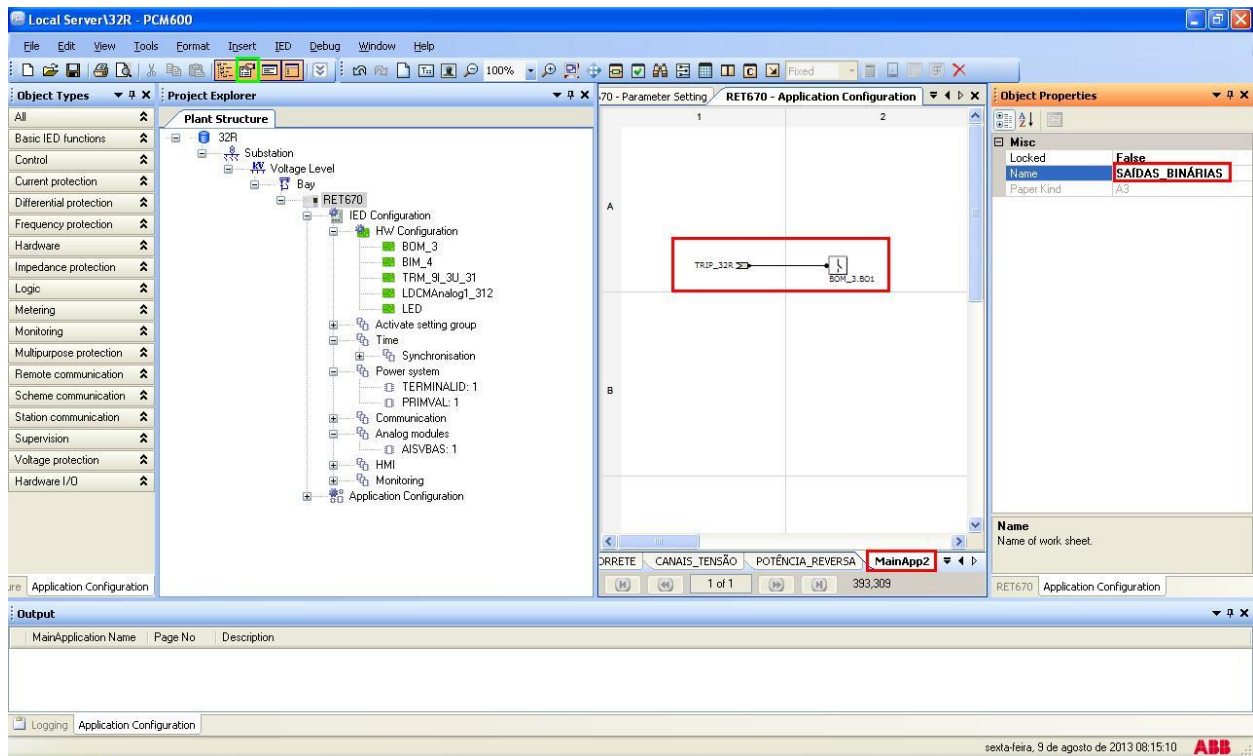 Local Server\32R - PCM600
File Edit View Tools Format Insert IED Debug Window Help
100%
Fixed
Object Types
All
Basic IED functions
Control
Current protection
Differential protection
Frequency protection
Hardware
Impedance protection
Logic
Metering
Monitoring
Multipurpose protection
Remote communication
Scheme communication
Station communication
Supervision
Voltage protection
Hardware I/O
ure Application Configuration
Project Explorer
Plant Structure
32R
Substation
Voltage Level
Bay
RET670
IED Configuration
HW Configuration
BOM_3
BIM_4
TRM_9I_3U_31
LDCMAnalog1_312
LED
Activate setting group
Time
Synchronisation
Power system
TERMINALID: 1
PRIMVAL: 1
Communication
Analog modules
AISVBAS: 1
HMI
Monitoring
Application Configuration
70 - Parameter Setting RET670 - Application Configuration
1 2
A
TRIP_32R
BOM_3.BO1
B
ORRETE CANAIS_TENSÃO POTÊNCIA_REVERSA MainApp2
1 of 1 393,309
Object Properties
Misc
Locked False
Name SAÍDAS_BINÁRIAS
Paper Kind A3
Name
Name of work sheet.
RET670 Application Configuration
Output
MainApplication Name Page No Description
Logging Application Configuration
sexta-feira, 9 de agosto de 2013 08:15:10 ABB